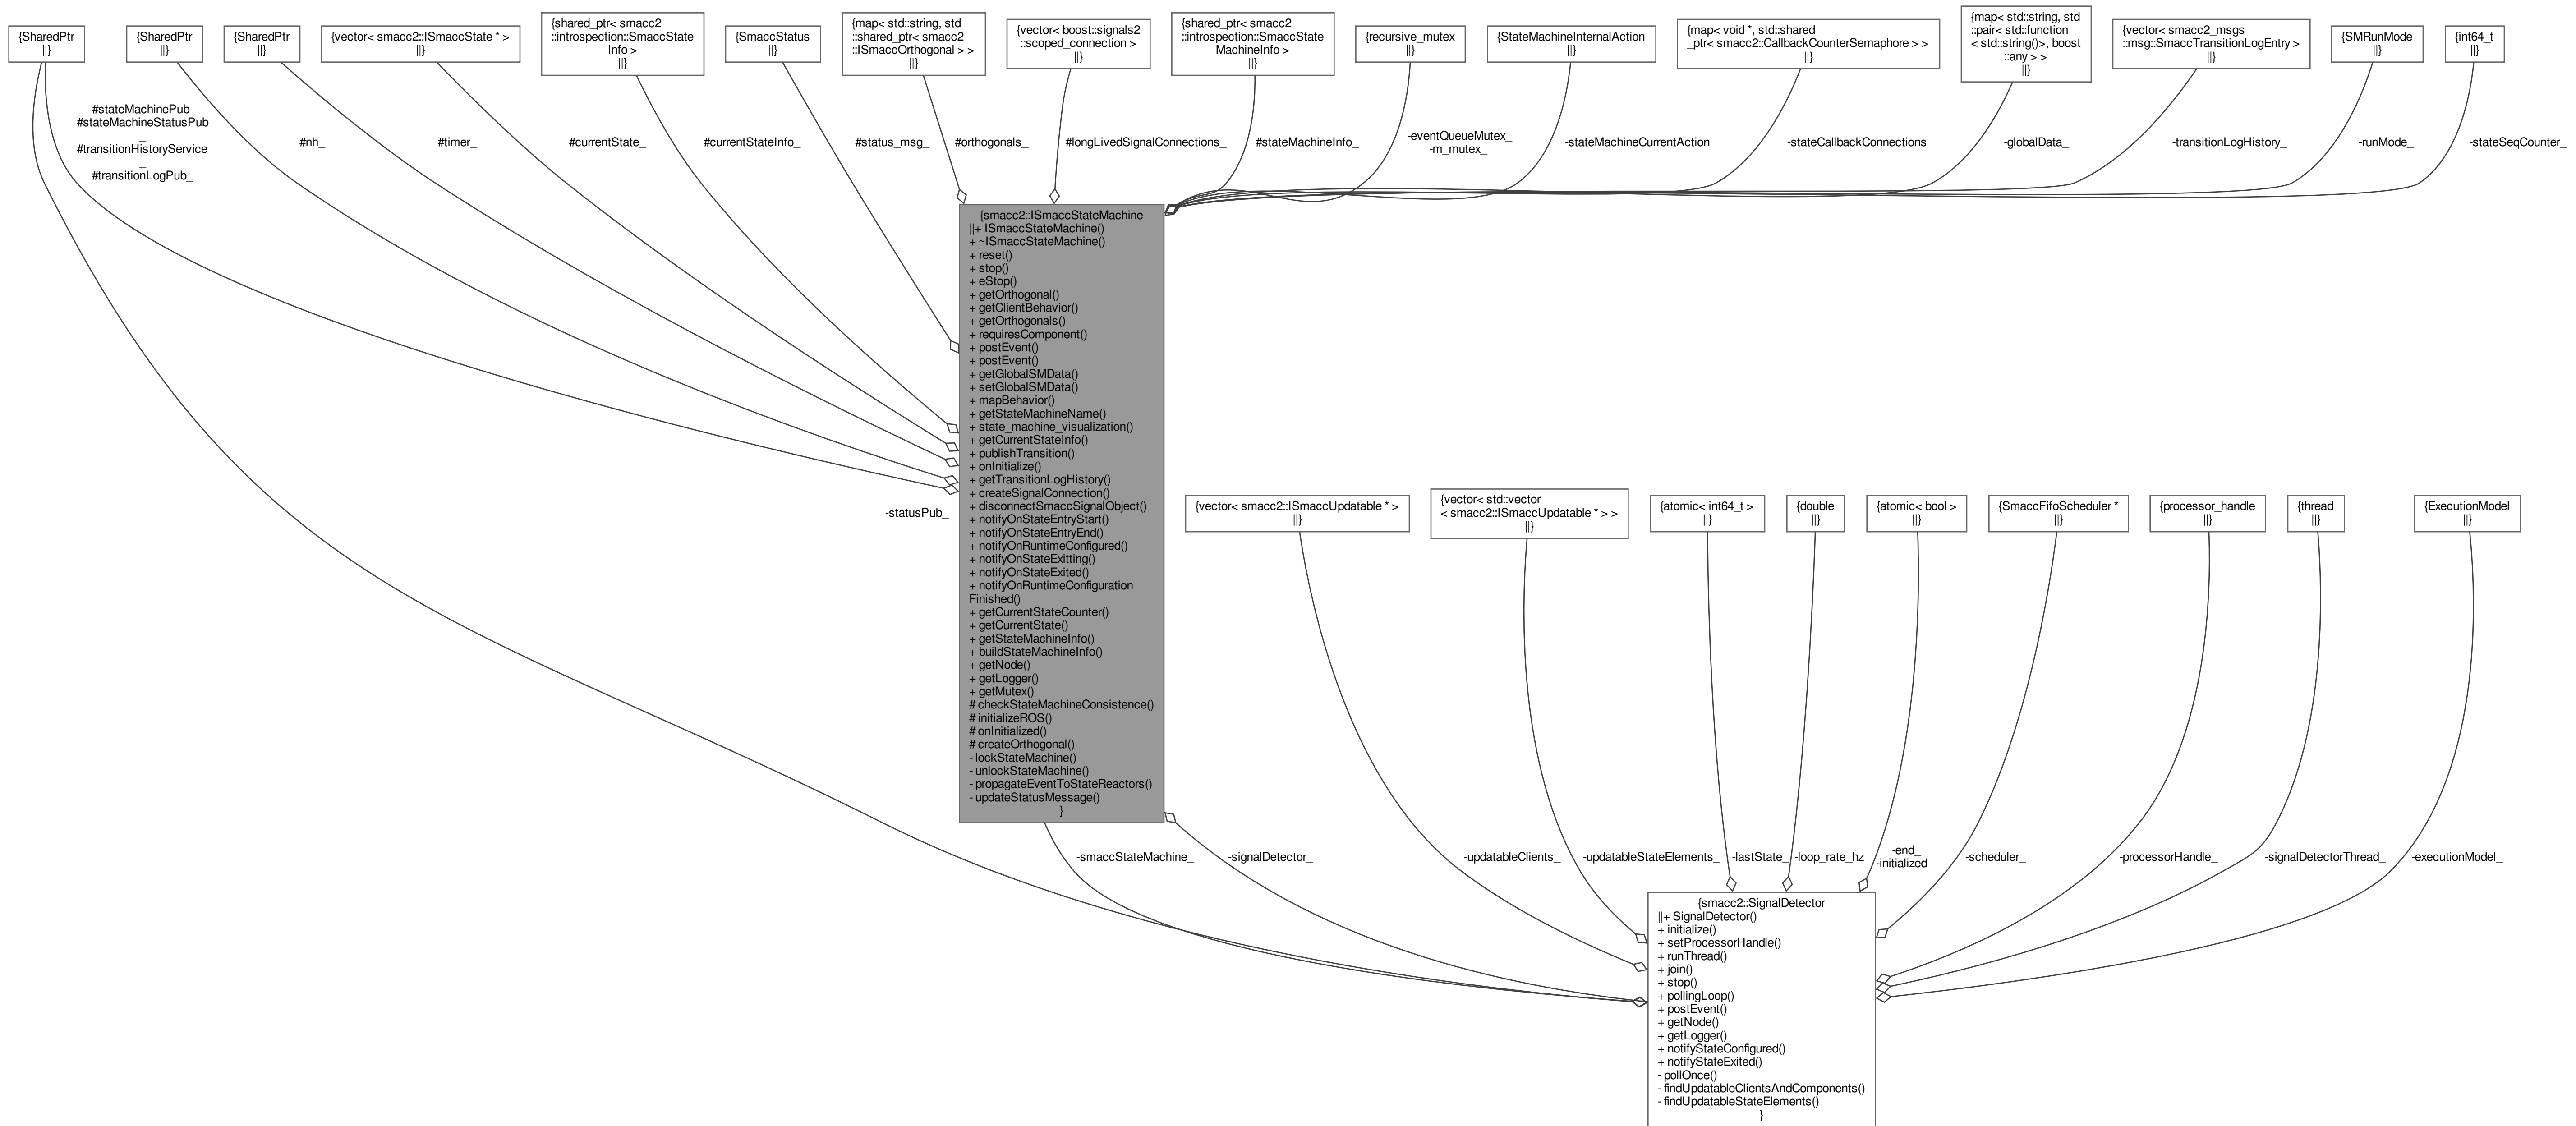 {SharedPtr
||}
{SharedPtr
||}
{SharedPtr
||}
{vector< smacc2::ISmaccState * >
||}
{shared_ptr< smacc2
::introspection::SmaccState
Info >
||}
{SmaccStatus
||}
{map< std::string, std
::shared_ptr< smacc2
::ISmaccOrthogonal > >
||}
{vector< boost::signals2
::scoped_connection >
||}
{shared_ptr< smacc2
::introspection::SmaccState
MachineInfo >
||}
{recursive_mutex
||}
{StateMachineInternalAction
||}
{map< void *, std::shared
_ptr< smacc2::CallbackCounterSemaphore > >
||}
{map< std::string, std
::pair< std::function
< std::string()>, boost
::any > >
||}
{vector< smacc2_msgs
::msg::SmaccTransitionLogEntry >
||}
{SMRunMode
||}
{int64_t
||}
#stateMachinePub_
#stateMachineStatusPub
_
#transitionHistoryService
_
#transitionLogPub_
#nh_
#timer_
#currentState_
#currentStateInfo_
#status_msg_
#orthogonals_
#longLivedSignalConnections_
#stateMachineInfo_
-eventQueueMutex_
-m_mutex_
-stateMachineCurrentAction
-stateCallbackConnections
-globalData_
-transitionLogHistory_
-runMode_
-stateSeqCounter_
{smacc2::ISmaccStateMachine
||+ ISmaccStateMachine()
+ ~ISmaccStateMachine()
+ reset()
+ stop()
+ eStop()
+ getOrthogonal()
+ getClientBehavior()
+ getOrthogonals()
+ requiresComponent()
+ postEvent()
+ postEvent()
+ getGlobalSMData()
+ setGlobalSMData()
+ mapBehavior()
+ getStateMachineName()
+ state_machine_visualization()
+ getCurrentStateInfo()
+ publishTransition()
+ onInitialize()
+ getTransitionLogHistory()
+ createSignalConnection()
+ disconnectSmaccSignalObject()
+ notifyOnStateEntryStart()
+ notifyOnStateEntryEnd()
+ notifyOnRuntimeConfigured()
+ notifyOnStateExitting()
+ notifyOnStateExited()
+ notifyOnRuntimeConfiguration
Finished()
+ getCurrentStateCounter()
+ getCurrentState()
+ getStateMachineInfo()
+ buildStateMachineInfo()
+ getNode()
+ getLogger()
+ getMutex()
# checkStateMachineConsistence()
# initializeROS()
# onInitialized()
# createOrthogonal()
- lockStateMachine()
- unlockStateMachine()
- propagateEventToStateReactors()
- updateStatusMessage()
}
-statusPub_
{vector< smacc2::ISmaccUpdatable * >
||}
{vector< std::vector
< smacc2::ISmaccUpdatable * > >
||}
{atomic< int64_t >
||}
{double
||}
{atomic< bool >
||}
{SmaccFifoScheduler *
||}
{processor_handle
||}
{thread
||}
{ExecutionModel
||}
-smaccStateMachine_
-signalDetector_
-updatableClients_
-updatableStateElements_
-lastState_
-loop_rate_hz
-end_
-initialized_
-scheduler_
-processorHandle_
-signalDetectorThread_
-executionModel_
{smacc2::SignalDetector
||+ SignalDetector()
+ initialize()
+ setProcessorHandle()
+ runThread()
+ join()
+ stop()
+ pollingLoop()
+ postEvent()
+ getNode()
+ getLogger()
+ notifyStateConfigured()
+ notifyStateExited()
- pollOnce()
- findUpdatableClientsAndComponents()
- findUpdatableStateElements()
}